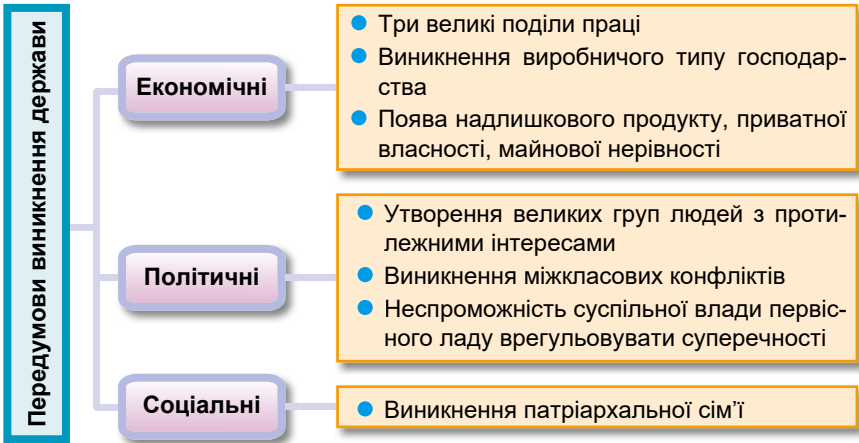 Передумови виникнення держави
Економічні
Три великі поділи праці
Виникнення виробничого типу господар-
ства
Поява надлишкового продукту, приватної
власності, майнової нерівності
Політичні
Утворення великих груп людей з проти-
лежними інтересами
Виникнення міжкласових конфліктів
Неспроможність суспільної влади первіс-
ного ладу врегульовувати суперечності
Соціальні
Виникнення патріархальної сім’ї